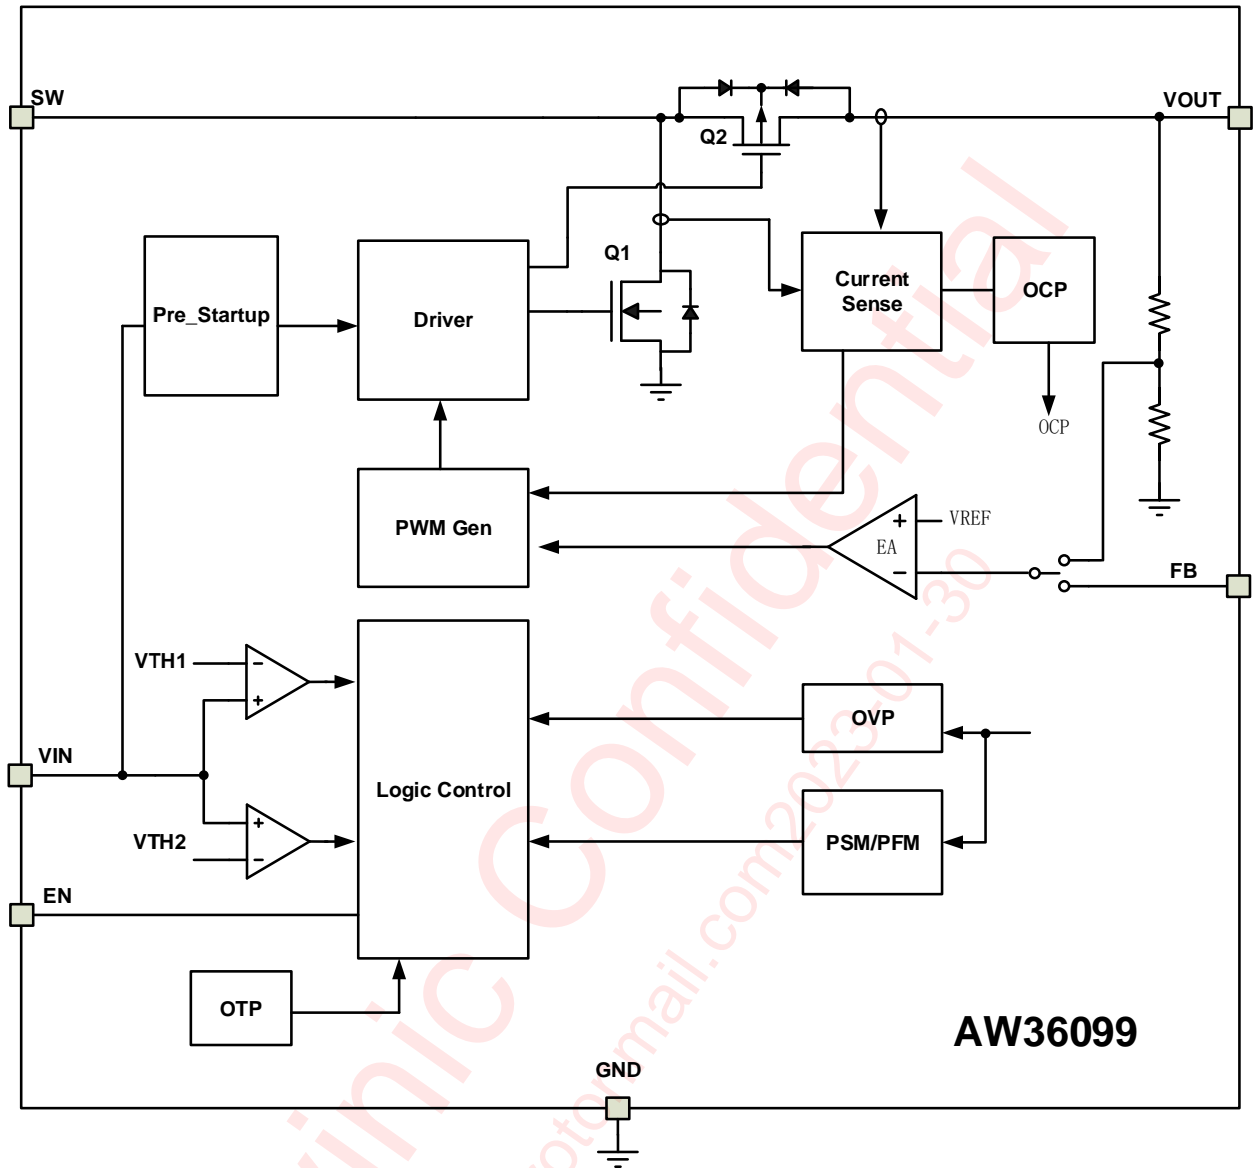 SW
VOUT
Q2
Q1
Pre_Startup
Driver
Current
Sense
OCP
OCP
PWM Gen
VREF
EA
+
-
FB
VTH1
-
+
VIN
Logic Control
OVP
VTH2
+
-
PSM/PFM
EN
OTP
AW36099
GND
Confidential